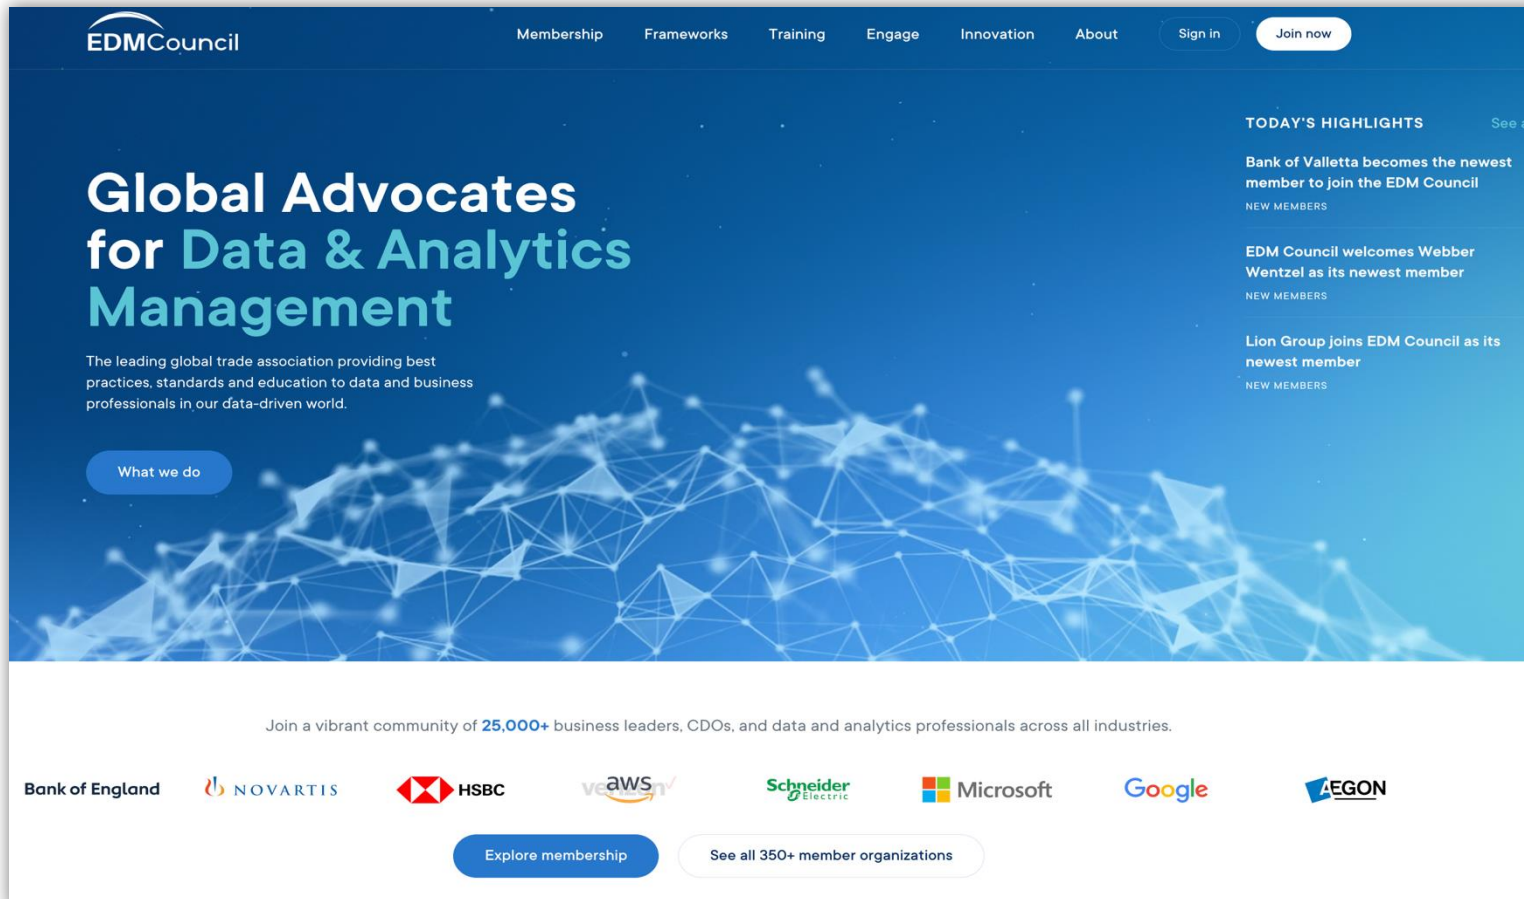 EDMCouncil
Membership Frameworks Training Engage Innovation About Sign in Join now
Global Advocates
for Data & Analytics
Management
The leading global trade association providing best
practices, standards and education to data and business
professionals in our data-driven world.
What we do
TODAY'S HIGHLIGHTS See a
Bank of Valletta becomes the newest
member to join the EDM Council
NEW MEMBERS
EDM Council welcomes Webber
Wentzel as its newest member
NEW MEMBERS
Lion Group joins EDM Council as its
newest member
NEW MEMBERS
Join a vibrant community of 25,000+ business leaders, CDOs, and data and analytics professionals across all industries.
Bank of England NOVARTIS HSBC verizon aws Schneider Electric Microsoft Google AEGON
Explore membership See all 350+ member organizations